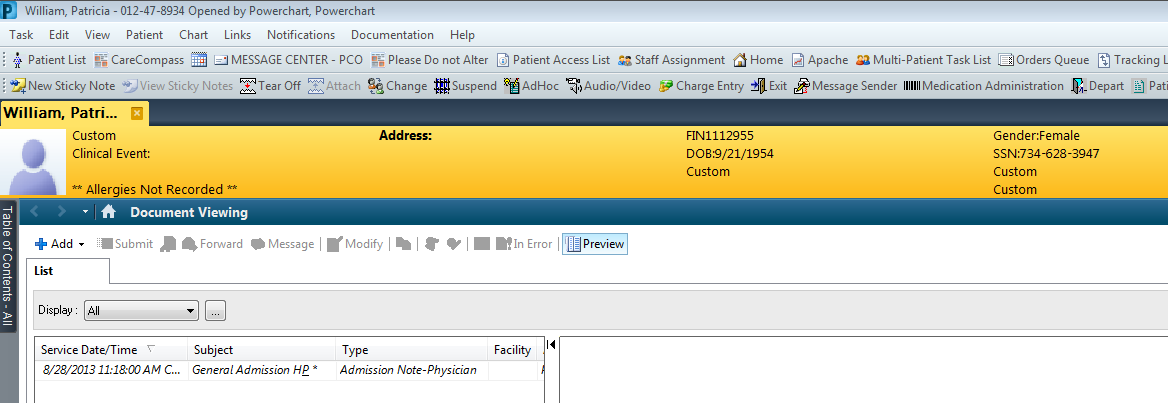 P William, Patricia - 012-47-8934 Opened by Powerchart, Powerchart
Task Edit View Patient Chart Links Notifications Documentation Help
Patient List CareCompass MESSAGE CENTER - PCO Please Do not Alter Patient Access List Staff Assignment Home Apache Multi-Patient Task List Orders Queue Tracking L
New Sticky Note View Sticky Notes Tear Off Attach Change Suspend AdHoc Audio/Video Charge Entry Exit Message Sender Medication Administration Depart Pati
William, Patri...
Custom Address: FIN1112955 Gender:Female
Clinical Event: DOB:9/21/1954 SSN:734-628-3947
Custom Custom
** Allergies Not Recorded ** Custom
Table of Contents - All
Document Viewing
Add Submit Forward Message Modify In Error Preview
List
Display : All ...
Service Date/Time Subject Type Facility
8/28/2013 11:18:00 AM C... General Admission HP * Admission Note-Physician